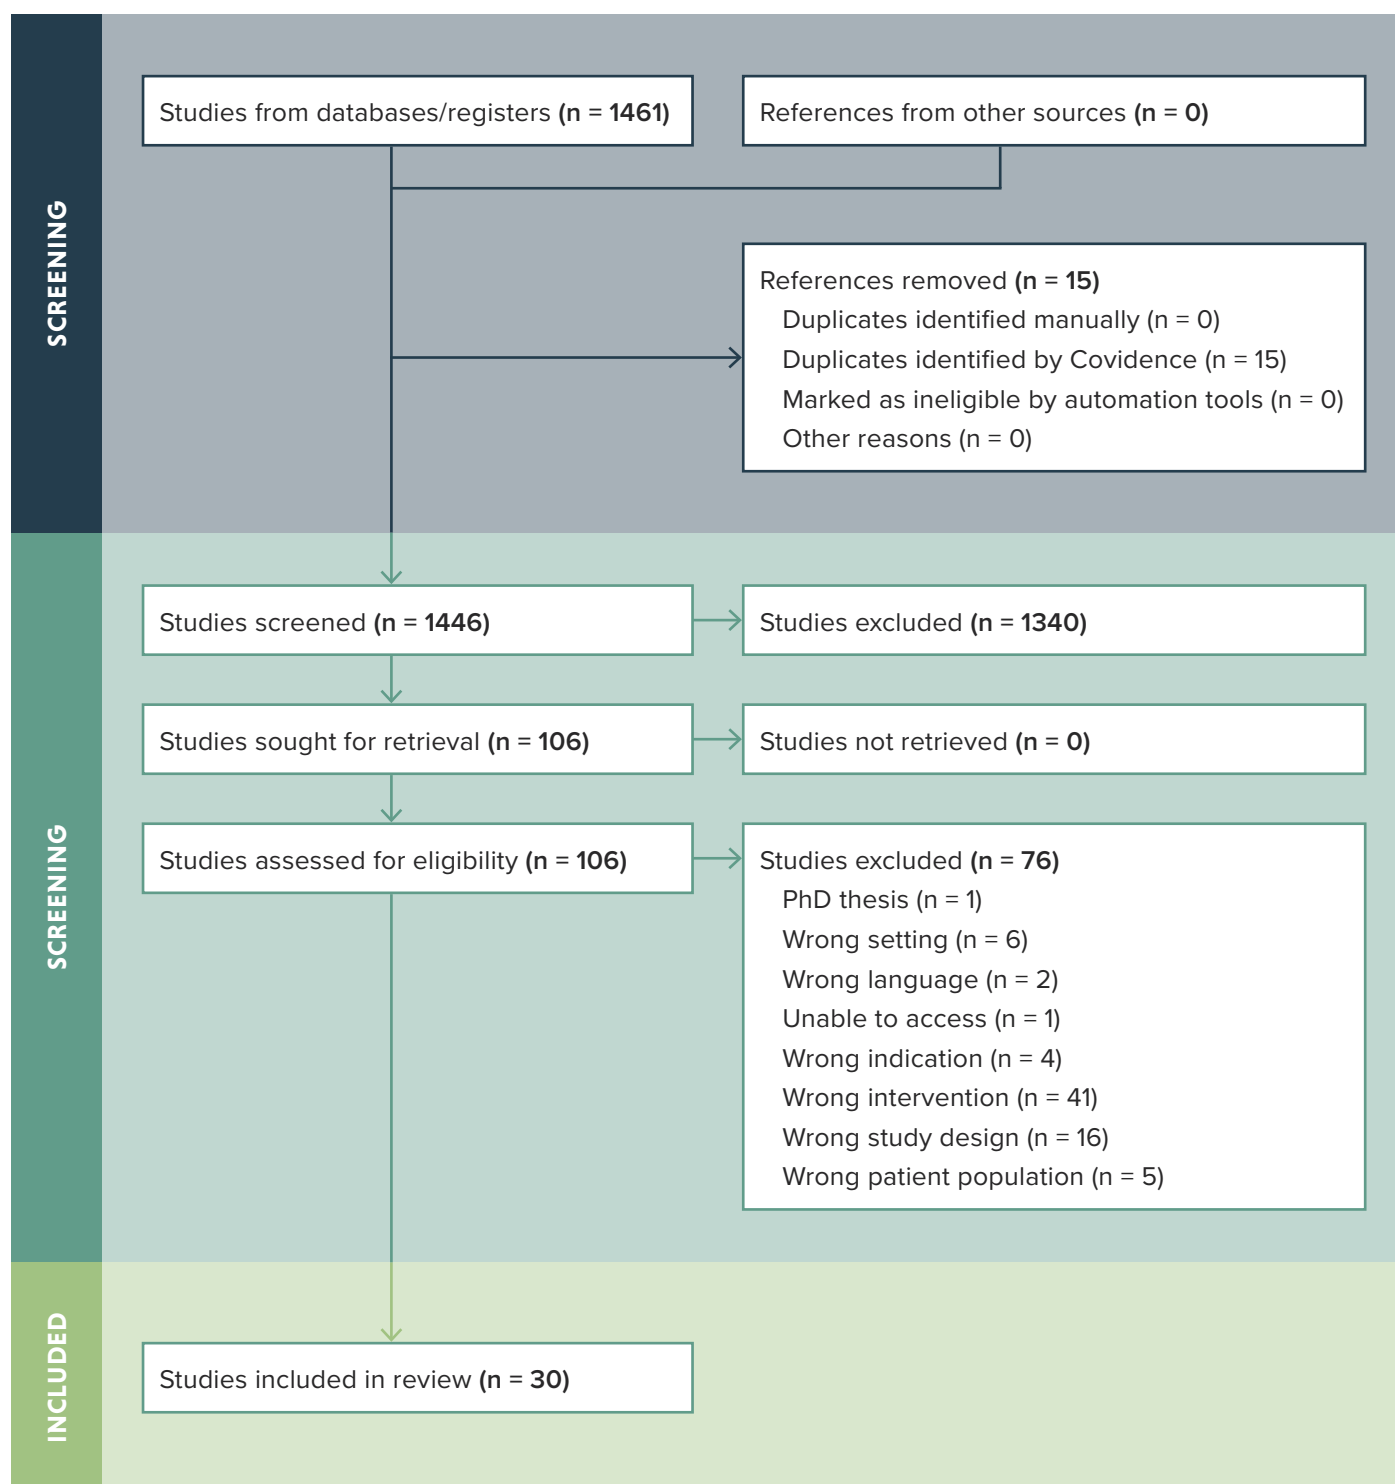 SCREENING
Studies from databases/registers (n = 1461)
References from other sources (n = 0)
References removed (n = 15)
Duplicates identified manually (n = 0)
Duplicates identified by Covidence (n = 15)
Marked as ineligible by automation tools (n = 0)
Other reasons (n = 0)
SCREENING
Studies screened (n = 1446)
Studies excluded (n = 1340)
Studies sought for retrieval (n = 106)
Studies not retrieved (n = 0)
Studies assessed for eligibility (n = 106)
Studies excluded (n = 76)
PhD thesis (n = 1)
Wrong setting (n = 6)
Wrong language (n = 2)
Unable to access (n = 1)
Wrong indication (n = 4)
Wrong intervention (n = 41)
Wrong study design (n = 16)
Wrong patient population (n = 5)
INCLUDED
Studies included in review (n = 30)